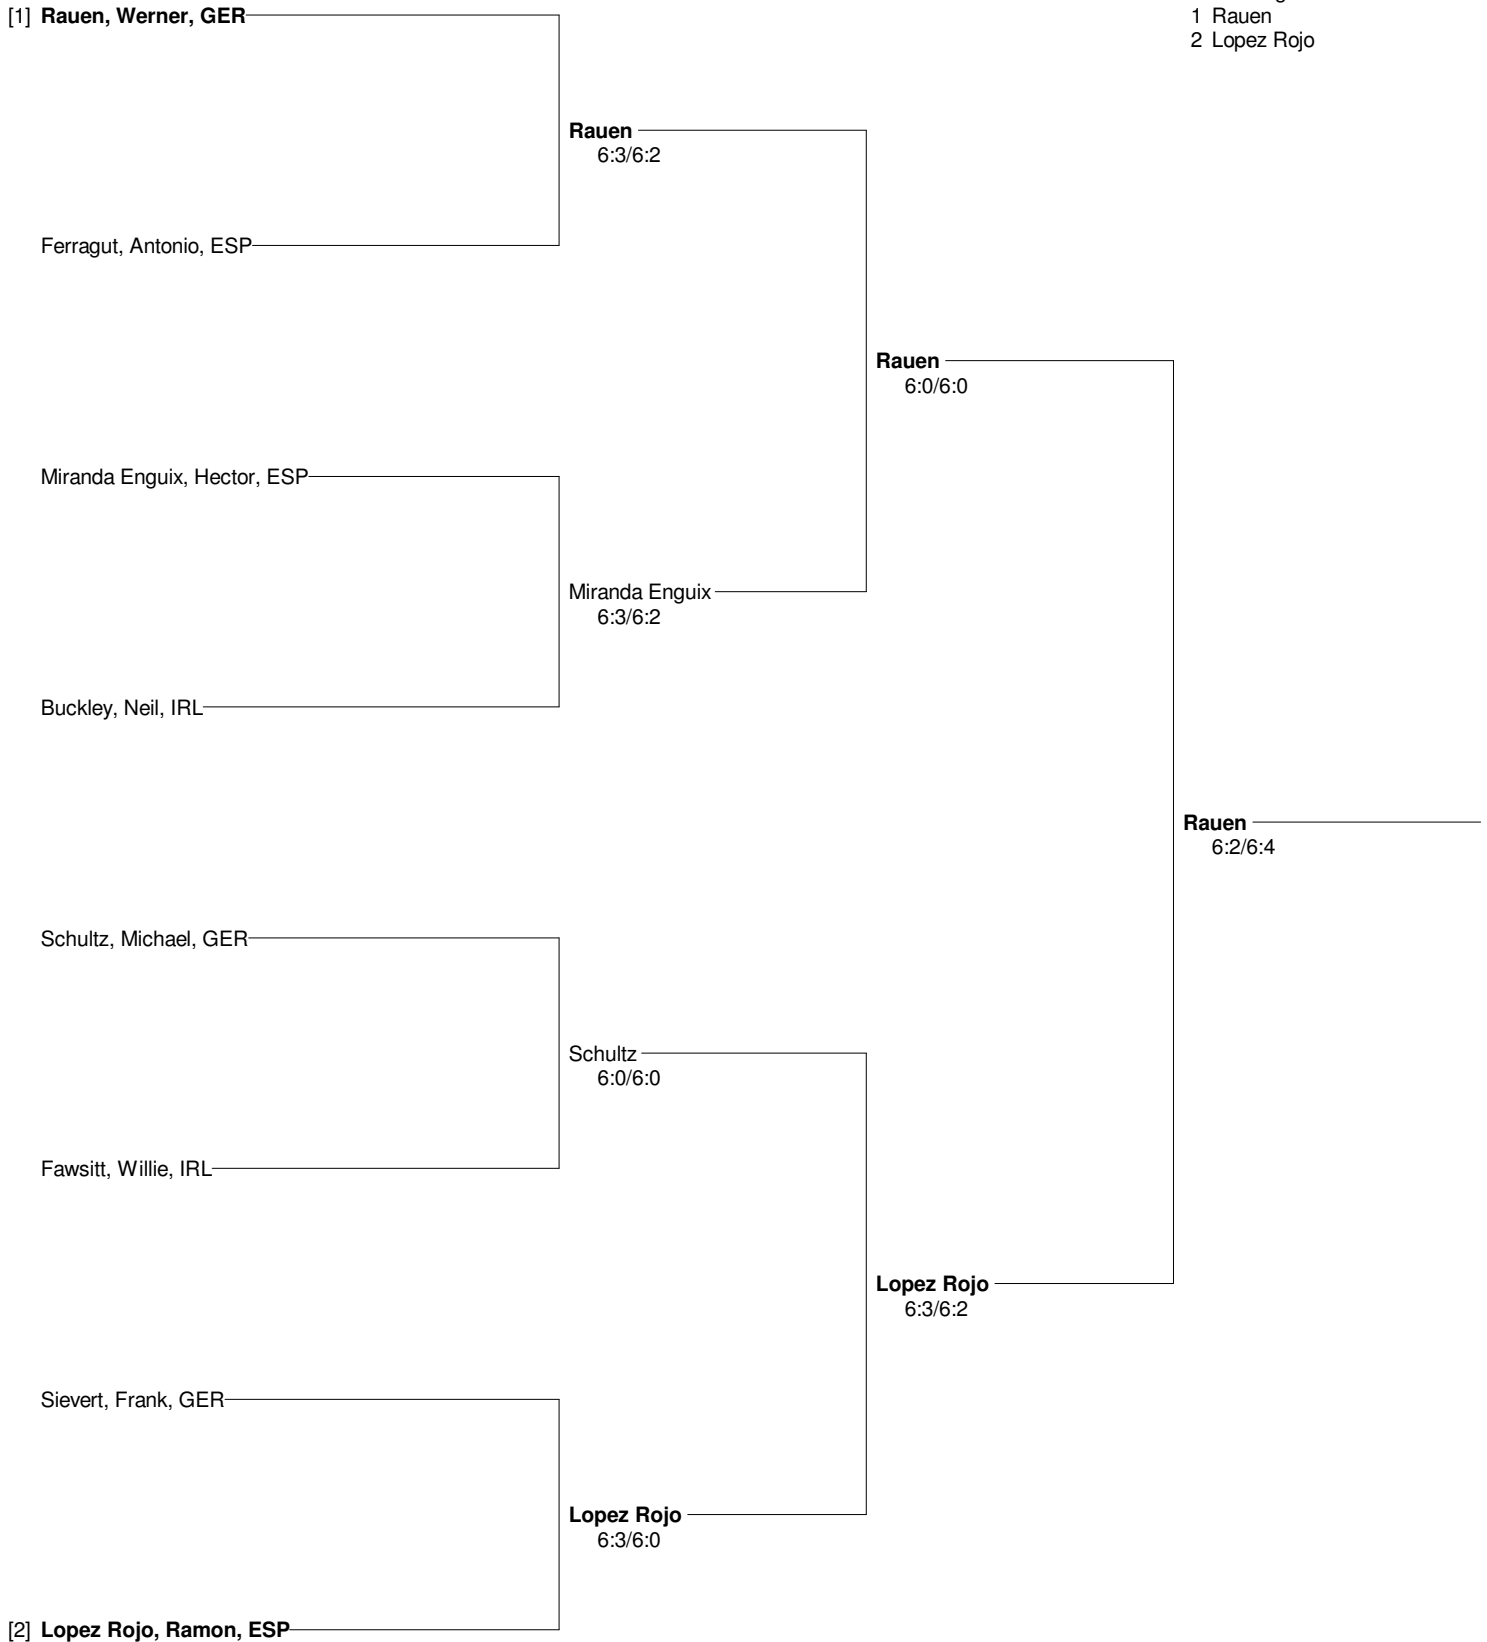 [1] Rauen, Werner, GER
1 Rauen
2 Lopez Rojo
Rauen
6:3/6:2
Ferragut, Antonio, ESP
Rauen
6:0/6:0
Miranda Enguix, Hector, ESP
Miranda Enguix
6:3/6:2
Buckley, Neil, IRL
Rauen
6:2/6:4
Schultz, Michael, GER
Schultz
6:0/6:0
Fawsitt, Willie, IRL
Lopez Rojo
6:3/6:2
Sievert, Frank, GER
Lopez Rojo
6:3/6:0
[2] Lopez Rojo, Ramon, ESP